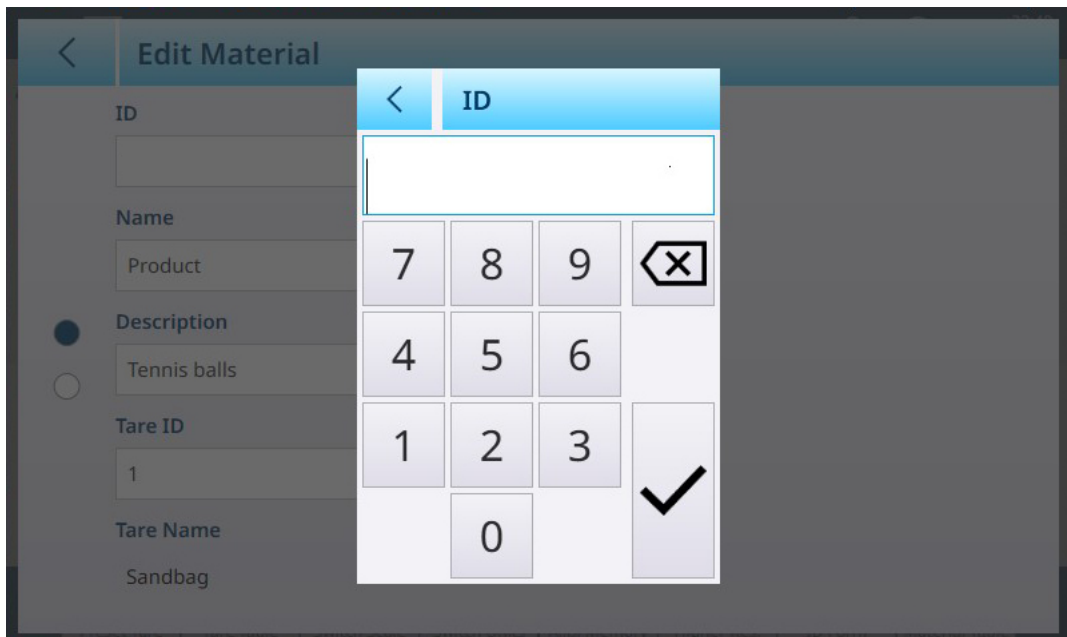 Edit Material
ID
Name
Product
Description
Tennis balls
Tare ID
1
Tare Name
Sandbag
ID
7 8 9
4 5 6
1 2 3
0